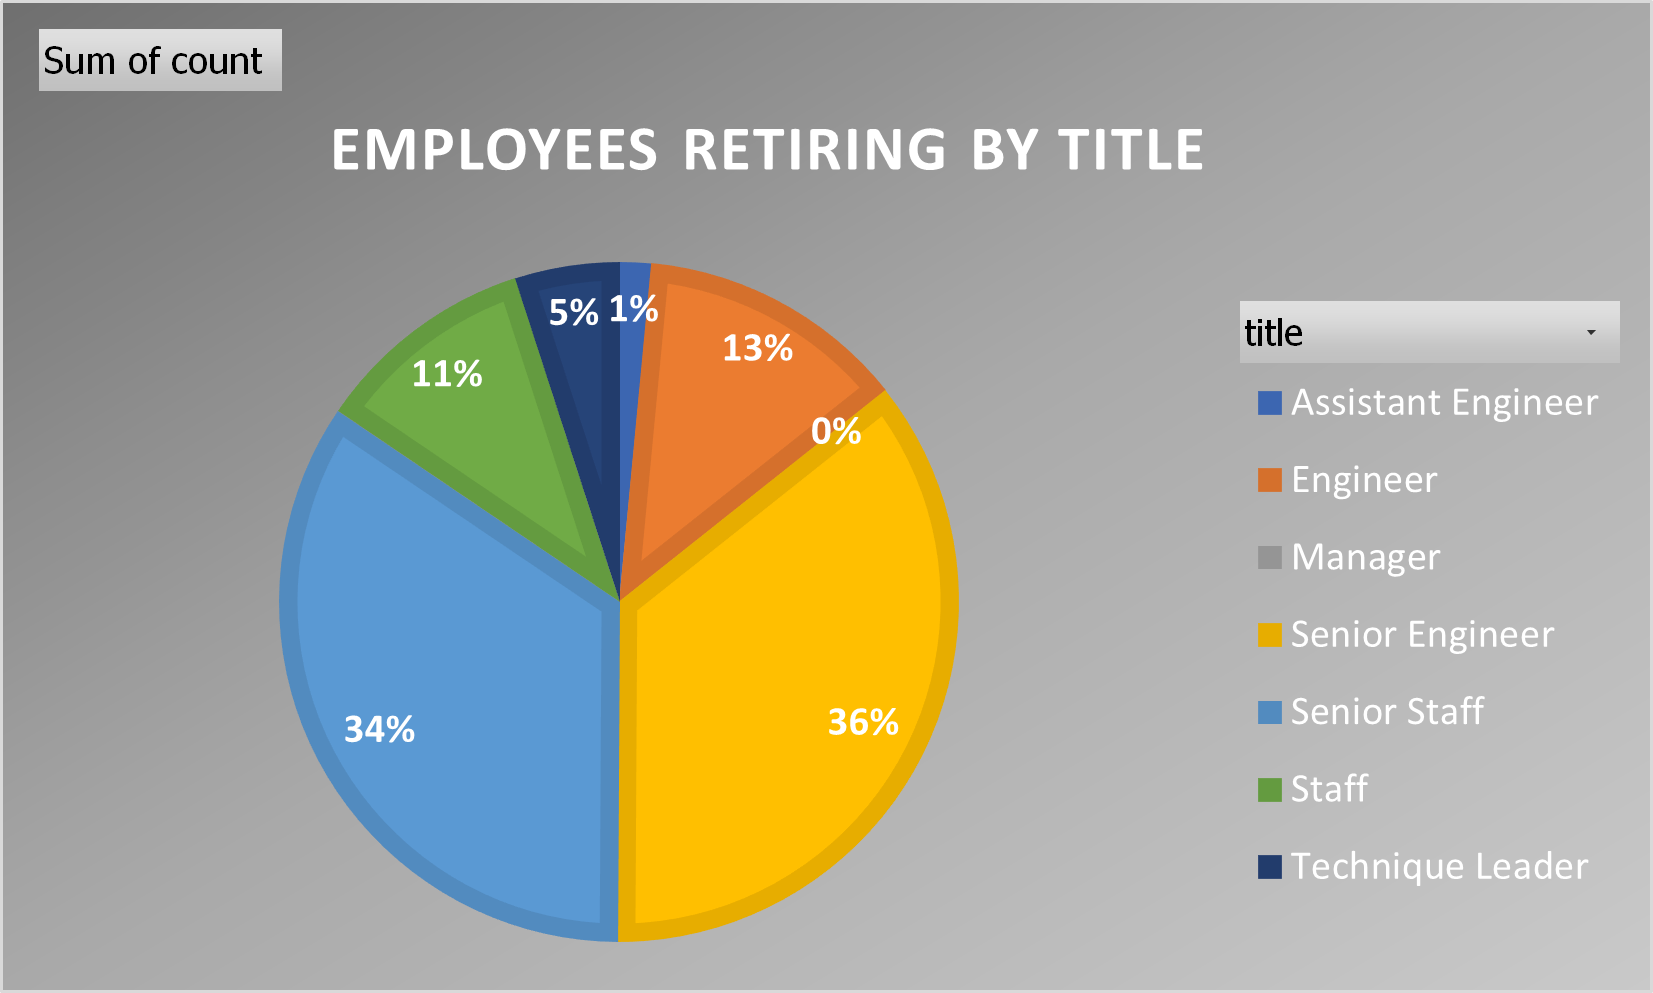 Sum of count
EMPLOYEES RETIRING BY TITLE
5%
1%
13%
11%
0%
36%
34%
title
Assistant Engineer
Engineer
Manager
Senior Engineer
Senior Staff
Staff
Technique Leader